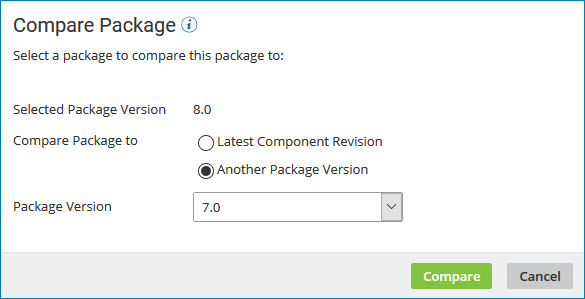 Compare Package i
Select a package to compare this package to:
Selected Package Version 8.0
Compare Package to Latest Component Revision
Another Package Version
Package Version 7.0
Compare Cancel